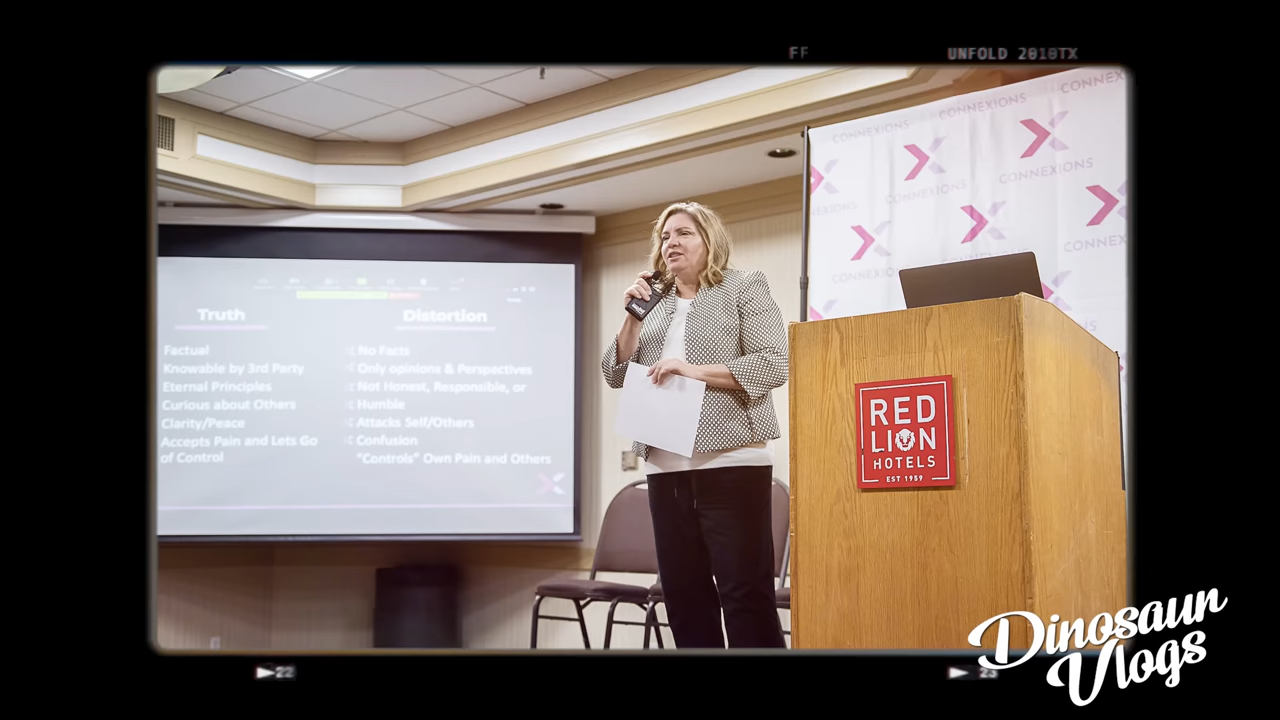 FF
UNFOLD 2010TX
CONNEXIONS
CONNEXIONS
CONNEXIONS
CONNEXIONS
Truth
Distortion
Factual
Knowable by 3rd Party
Eternal Principles
Curious about Others
Clarity/Peace
Accepts Pain and Lets Go
of Control
No Facts
Only opinions & Perspectives
Not Honest, Responsible, or
Humble
Attacks Self/Others
Confusion
"Controls" Own Pain and Others
RED
LION
HOTELS
EST 1959
22
23
Dinosaur
Vlogs